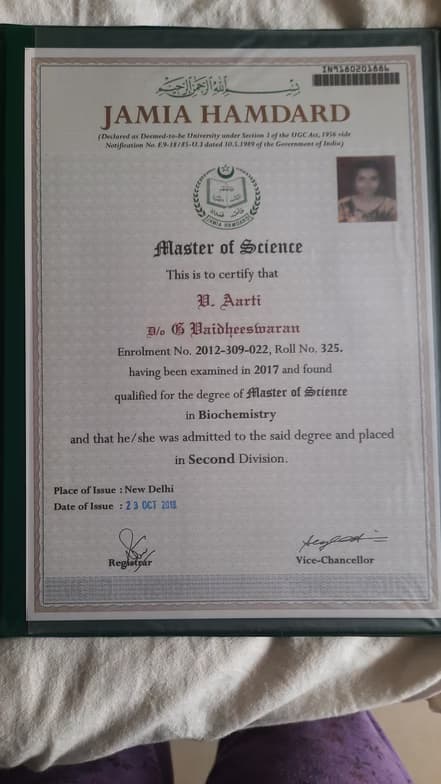 IN9180201886
بِسْمِ اللهِ الرَّحْمٰنِ الرَّحِيْمِ
JAMIA HAMDARD
(Declared as Deemed-to-be University under Section 3 of the UGC Act, 1956 vide
Notification No. F.9-18/85-U.3 dated 10.5.1989 of the Government of India)
JAMIA HAMDARD
Master of Science
This is to certify that
V. Aarti
D/o G Vaidheeswaran
Enrolment No. 2012-309-022, Roll No. 325.
having been examined in 2017 and found
qualified for the degree of Master of Science
in Biochemistry
and that he/she was admitted to the said degree and placed
in Second Division.
Place of Issue : New Delhi
Date of Issue : 23 OCT 2018
Registrar
Vice-Chancellor